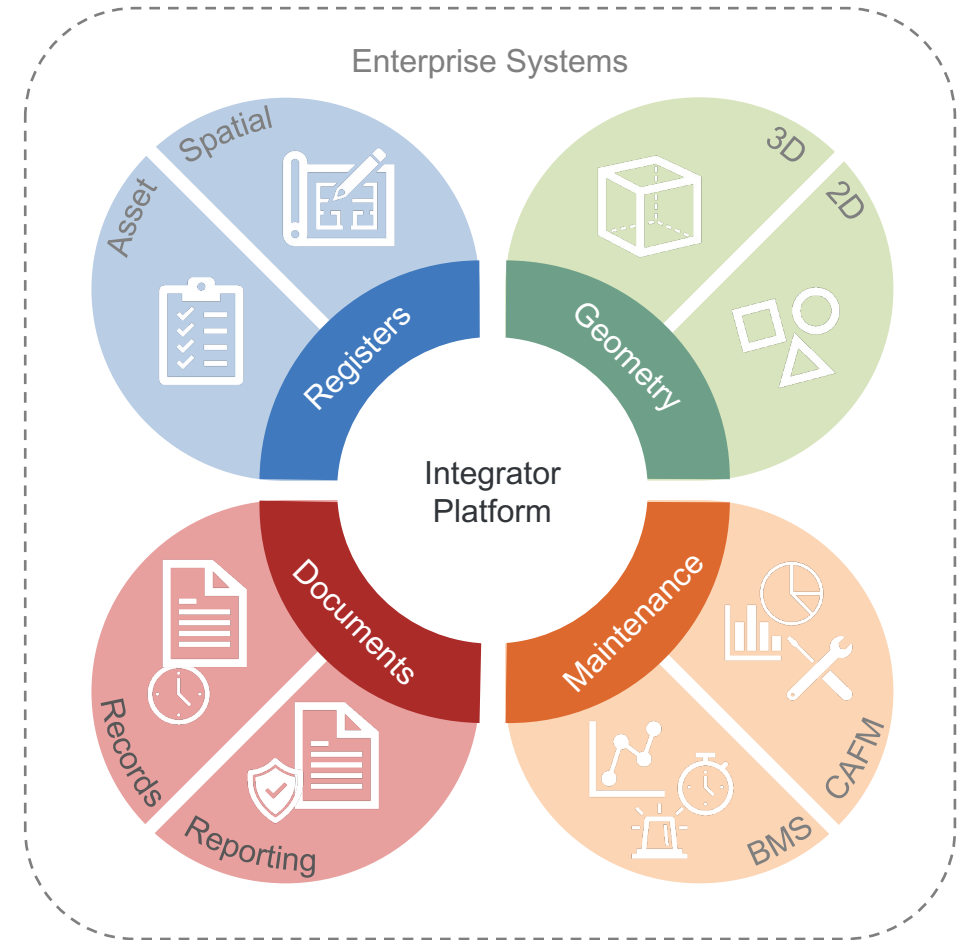 Enterprise Systems
Asset
Spatial
Registers
3D
2D
Geometry
Integrator
Platform
Documents
Records
Reporting
Maintenance
CAFM
BMS